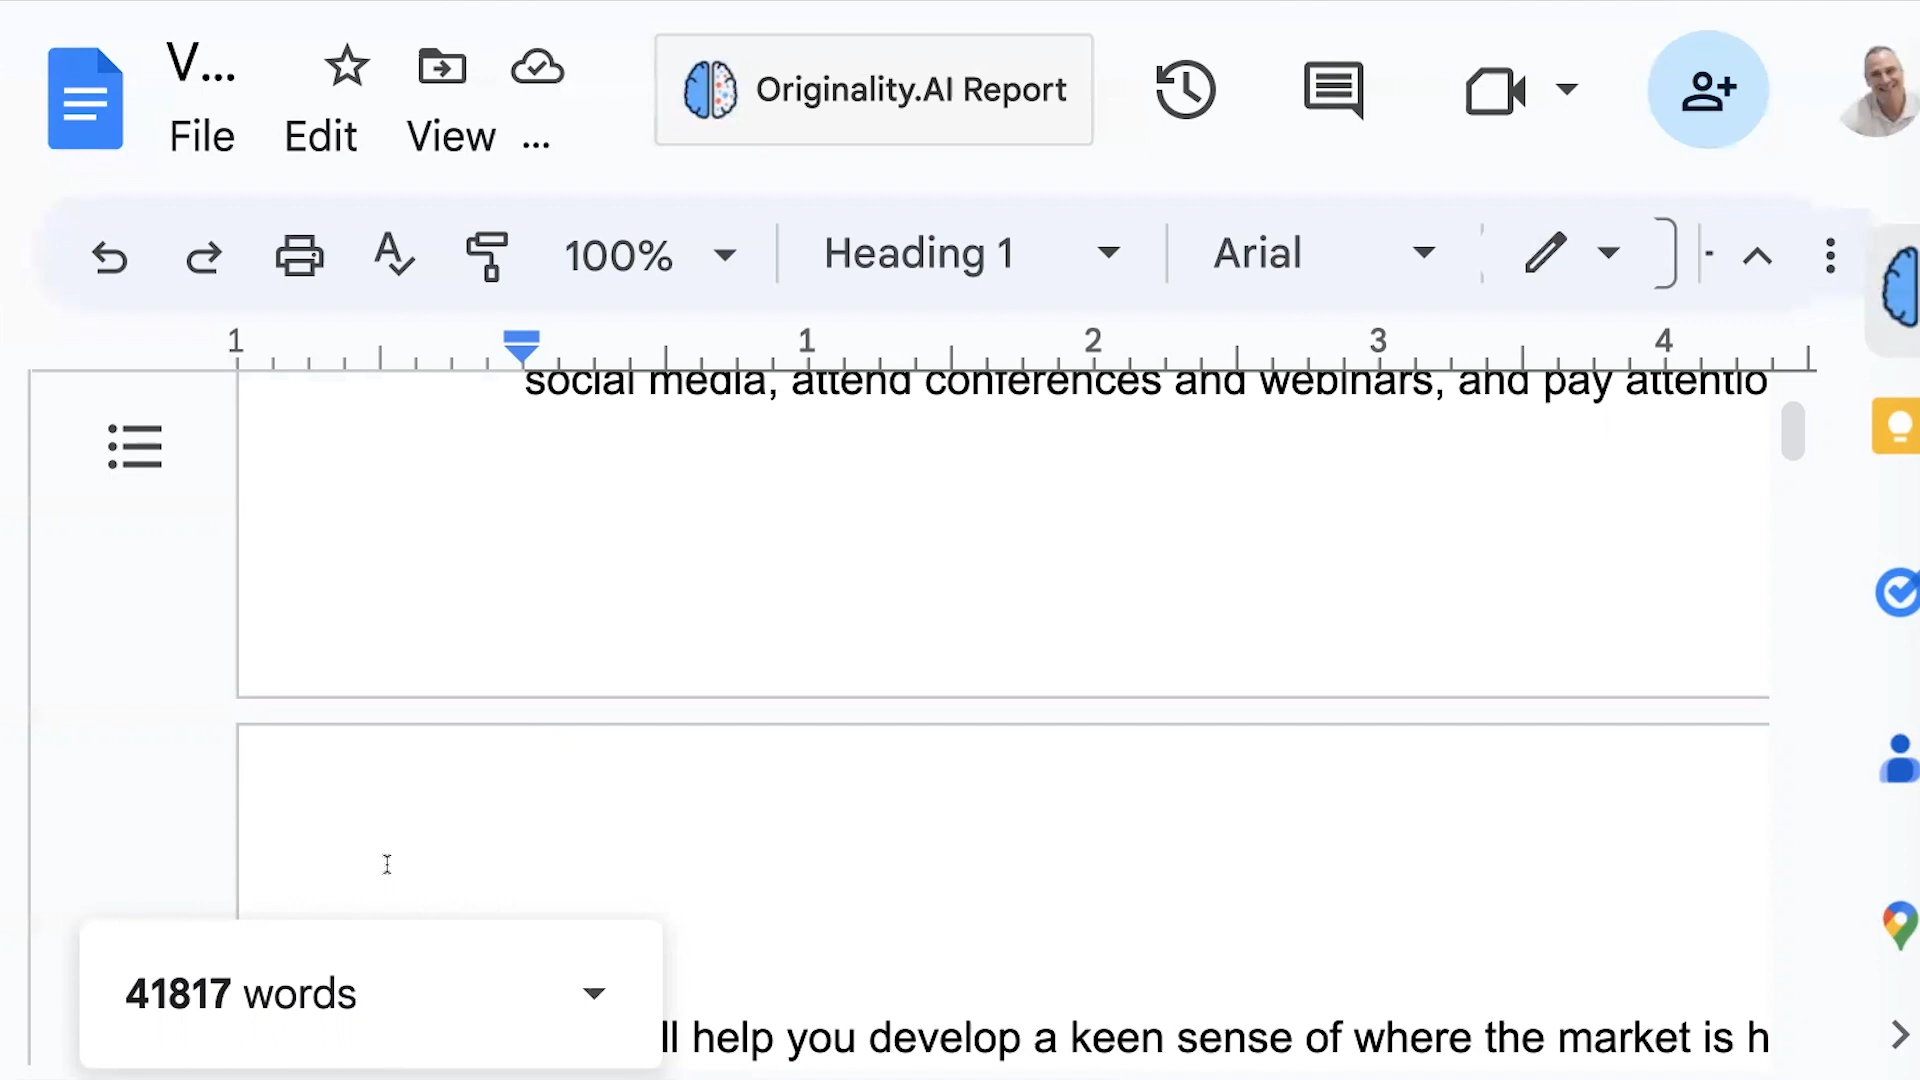 V...
File Edit View ...
Originality.AI Report
100% Heading 1 Arial
1 1 2 3 4
social media, attend conferences and webinars, and pay attentio
41817 words
ll help you develop a keen sense of where the market is h